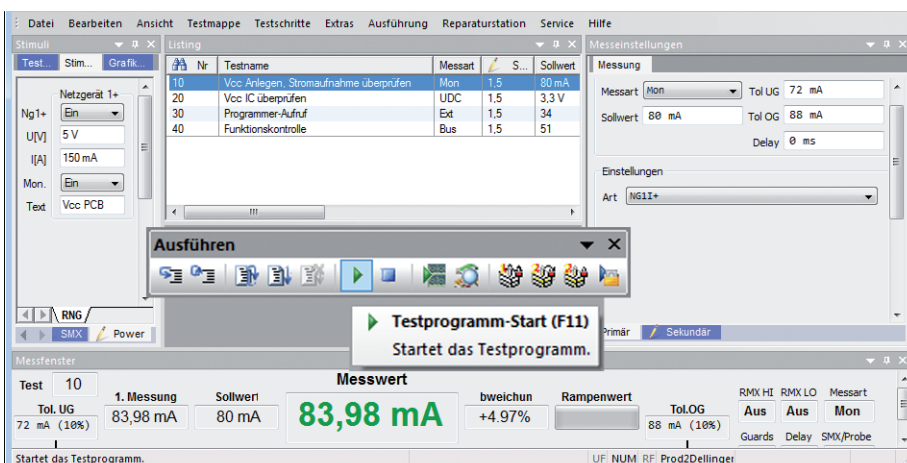 Datei Bearbeiten Ansicht Testmappe Testschritte Extras Ausführung Reparaturstation Service Hilfe
Stimuli
Listing
Messeinstellungen
Test... Stim... Grafik...
Nr Testname Messart S... Sollwert
10 Vcc Anlegen, Stromaufnahme überprüfen Mon 1,5 80 mA
20 Vcc IC überprüfen UDC 1,5 3,3 V
30 Programmer-Aufruf Ext 1,5 34
40 Funktionskontrolle Bus 1,5 51
Netzgerät 1+
Ng1+ Ein
U[V] 5 V
I[A] 150 mA
Mon. Ein
Text Vcc PCB
RNG
SMX Power
Messung
Messart Mon Tol UG 72 mA
Sollwert 80 mA Tol OG 88 mA
Delay 0 ms
Einstellungen
Art NG1I+
Primär Sekundär
Ausführen
Testprogramm-Start (F11)
Startet das Testprogramm.
Messfenster
Test 10
Tol. UG
72 mA (10%)
1. Messung
83,98 mA
Sollwert
80 mA
Messwert
83,98 mA
bweichun
+4.97%
Rampenwert
Tol.OG
88 mA (10%)
RMX HI RMX LO Messart
Aus Aus Mon
Guards Delay SMX/Probe
Startet das Testprogramm.
UF NUM RF Prod2Dellinger